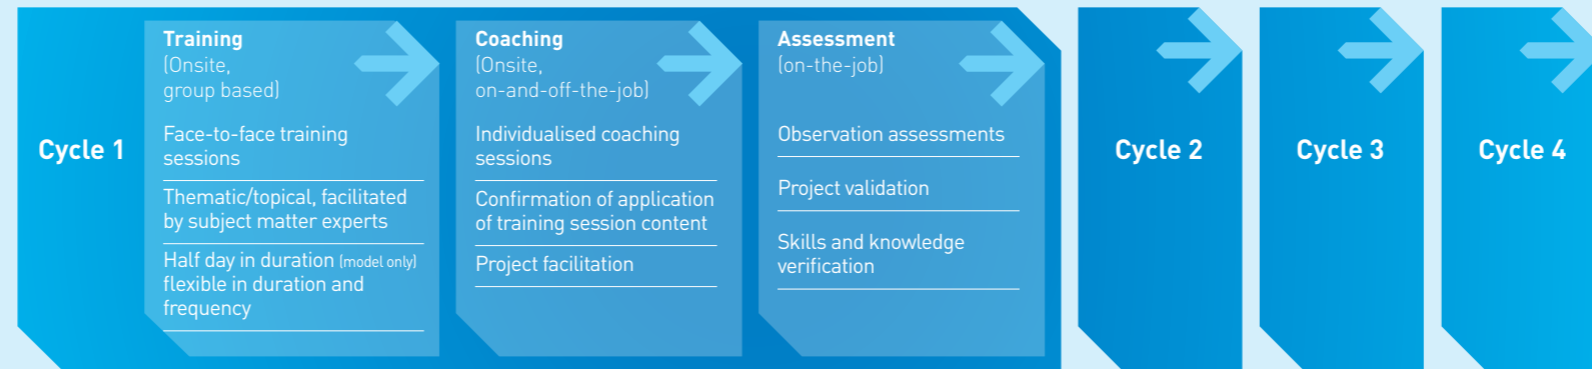 Cycle 1
Training
(Onsite,
group based)
Face-to-face training
sessions
Thematic/topical, facilitated
by subject matter experts
Half day in duration (model only)
flexible in duration and
frequency
Coaching
(Onsite,
on-and-off-the-job)
Individualised coaching
sessions
Confirmation of application
of training session content
Project facilitation
Assessment
(on-the-job)
Observation assessments
Project validation
Skills and knowledge
verification
Cycle 2
Cycle 3
Cycle 4